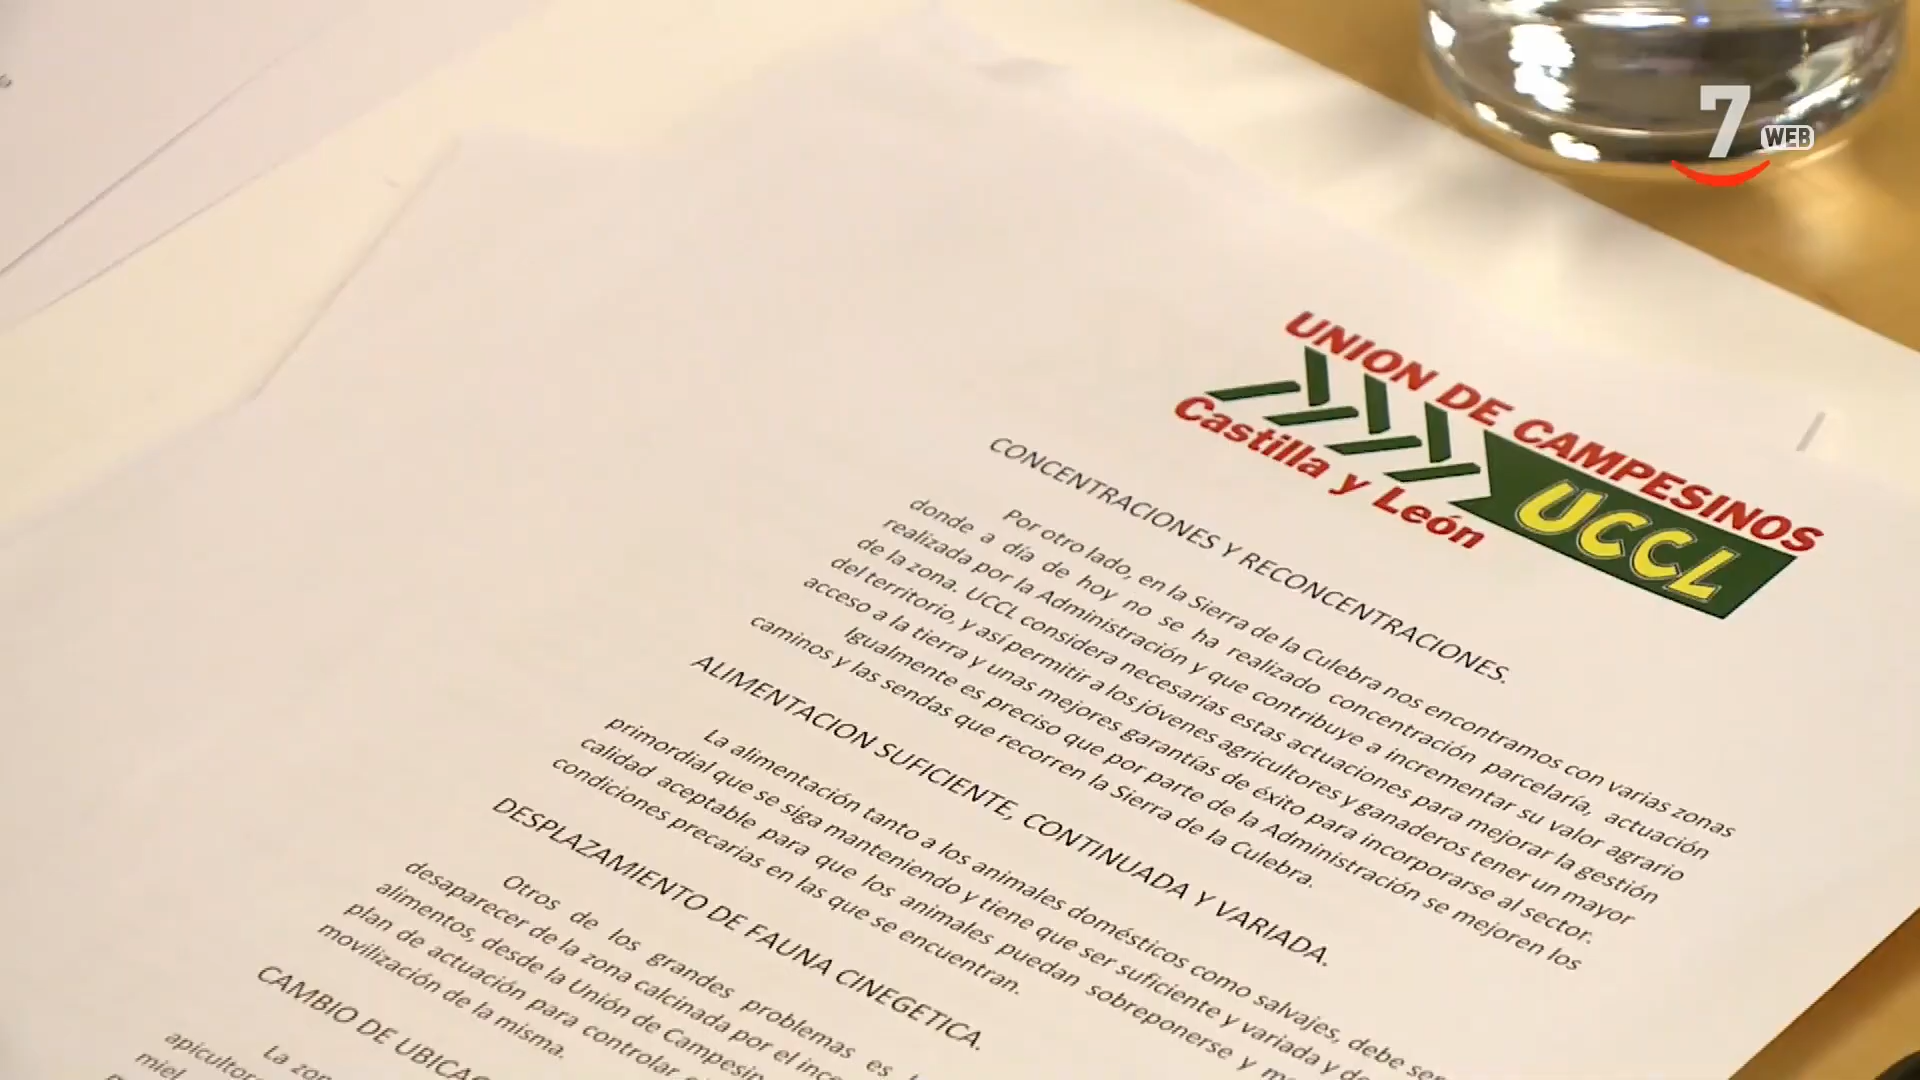 7
WEB
UNION DE CAMPESINOS
UCCL
Castilla y León
CONCENTRACIONES Y RECONCENTRACIONES.
Por otro lado, en la Sierra de la Culebra nos encontramos con varias zonas
donde a día de hoy no se ha realizado concentración parcelaría, actuación
realizada por la Administración y que contribuye a incrementar su valor agrario
de la zona. UCCL considera necesarias estas actuaciones para mejorar la gestión
del territorio, y así permitir a los jóvenes agricultores y ganaderos tener un mayor
acceso a la tierra y unas mejores garantías de éxito para incorporarse al sector.
Igualmente es preciso que por parte de la Administración se mejoren los
caminos y las sendas que recorren la Sierra de la Culebra.
ALIMENTACION SUFICIENTE, CONTINUADA Y VARIADA.
La alimentación tanto a los animales domésticos como salvajes, debe ser
primordial que se siga manteniendo y tiene que ser suficiente y variada y de
calidad aceptable para que los animales puedan sobreponerse y
condiciones precarias en las que se encuentran.
DESPLAZAMIENTO DE FAUNA CINEGETICA.
Otros de los grandes problemas es
desaparecer de la zona calcinada por el
alimentos, desde la Unión de
plan de actuación para controlar
movilización de la misma.
CAMBIO DE
La
miel